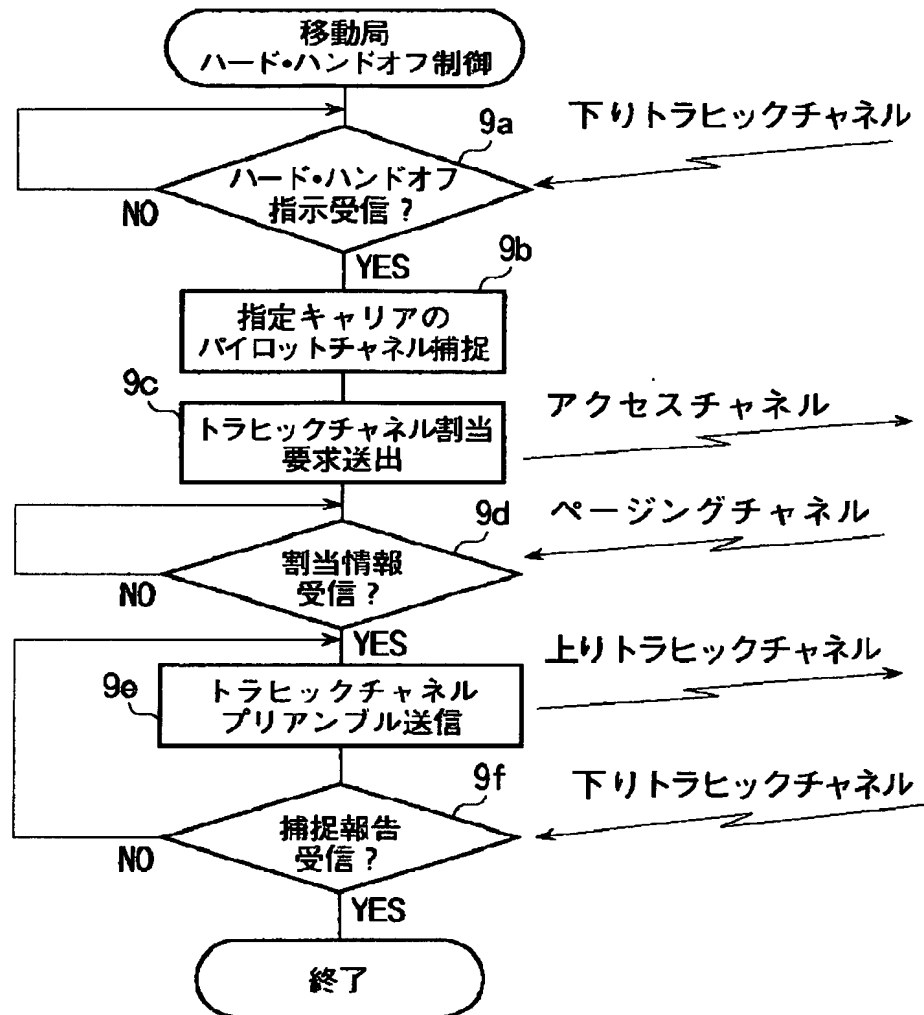 移動局
ハード・ハンドオフ制御
9a
下りトラヒックチャネル
ハード・ハンドオフ
指示受信？
NO
YES
9b
指定キャリアの
パイロットチャネル捕捉
9c
アクセスチャネル
トラヒックチャネル割当
要求送出
9d
ページングチャネル
割当情報
受信？
NO
YES
上りトラヒックチャネル
9e
トラヒックチャネル
プリアンブル送信
9f
下りトラヒックチャネル
捕捉報告
受信？
NO
YES
終了